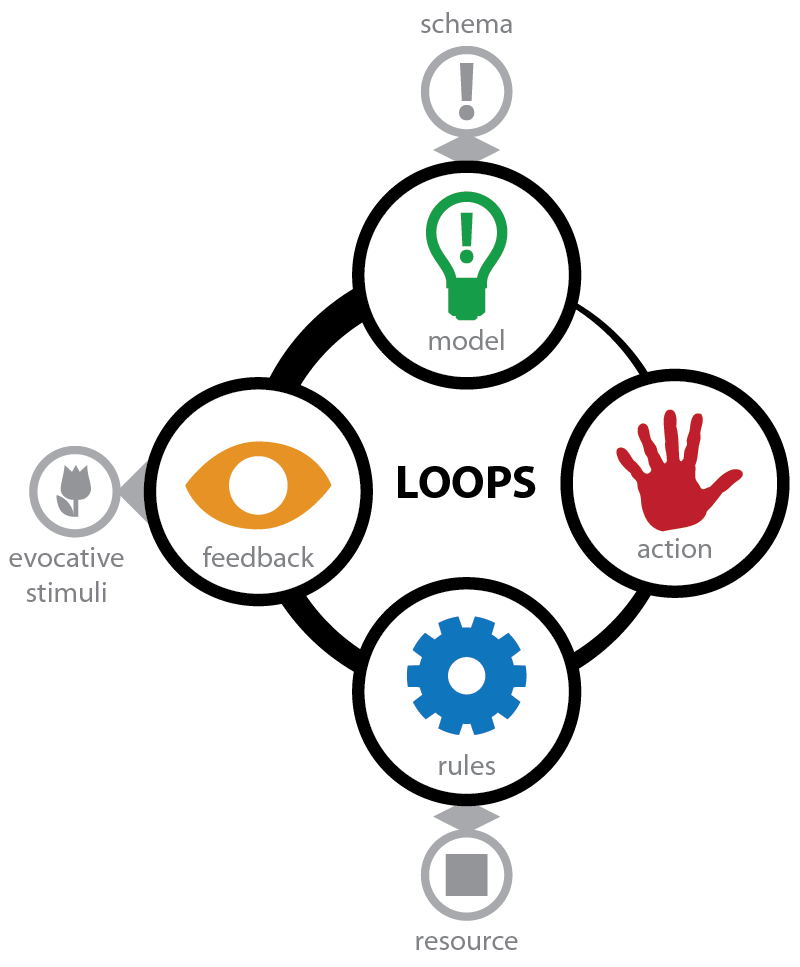 schema
model
LOOPS
action
feedback
evocative
stimuli
rules
resource